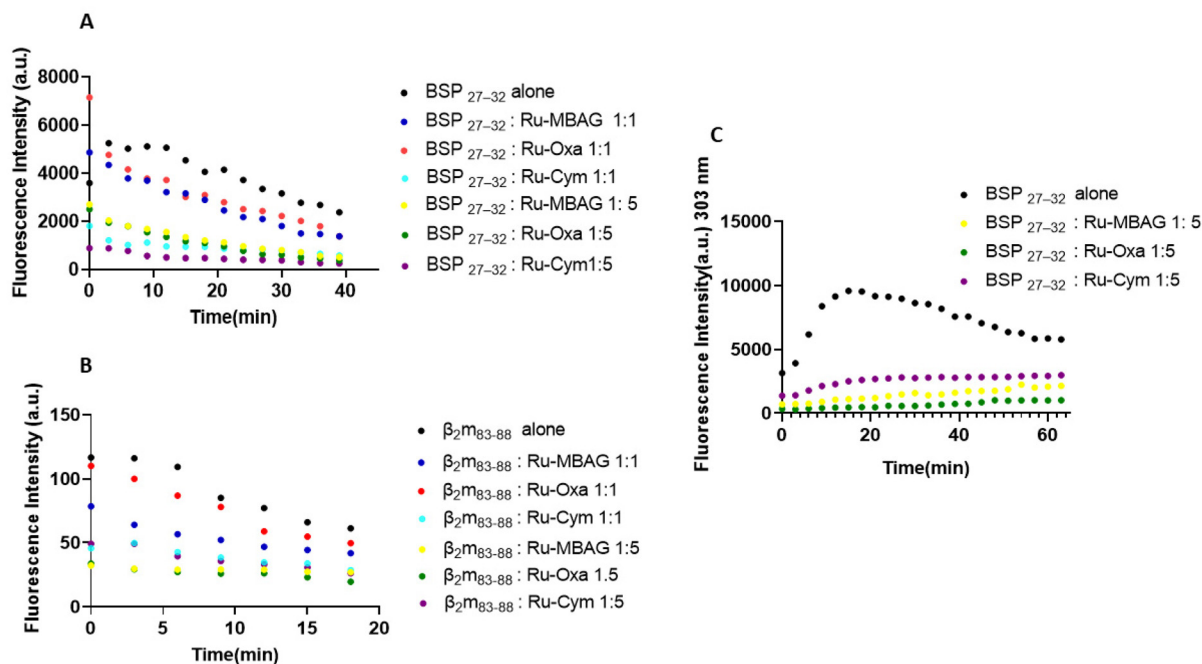 A
Fluorescence Intensity (a.u.)
8000
6000
4000
2000
0
0 10 20 30 40
Time(min)
BSP 27–32 alone
BSP 27–32 : Ru-MBAG 1:1
BSP 27–32 : Ru-Oxa 1:1
BSP 27–32 : Ru-Cym 1:1
BSP 27–32 : Ru-MBAG 1: 5
BSP 27–32 : Ru-Oxa 1:5
BSP 27–32 : Ru-Cym1:5
B
Fluorescence Intensity (a.u.)
150
100
50
0
0 5 10 15 20
Time(min)
β2m83-88 alone
β2m83-88 : Ru-MBAG 1:1
β2m83-88 : Ru-Oxa 1:1
β2m83-88 : Ru-Cym 1:1
β2m83-88 : Ru-MBAG 1:5
β2m83-88 : Ru-Oxa 1.5
β2m83-88 : Ru-Cym 1:5
C
Fluorescence Intensity(a.u.) 303 nm
15000
10000
5000
0
0 20 40 60
Time(min)
BSP 27–32 alone
BSP 27–32 : Ru-MBAG 1: 5
BSP 27–32 : Ru-Oxa 1:5
BSP 27–32 : Ru-Cym 1:5